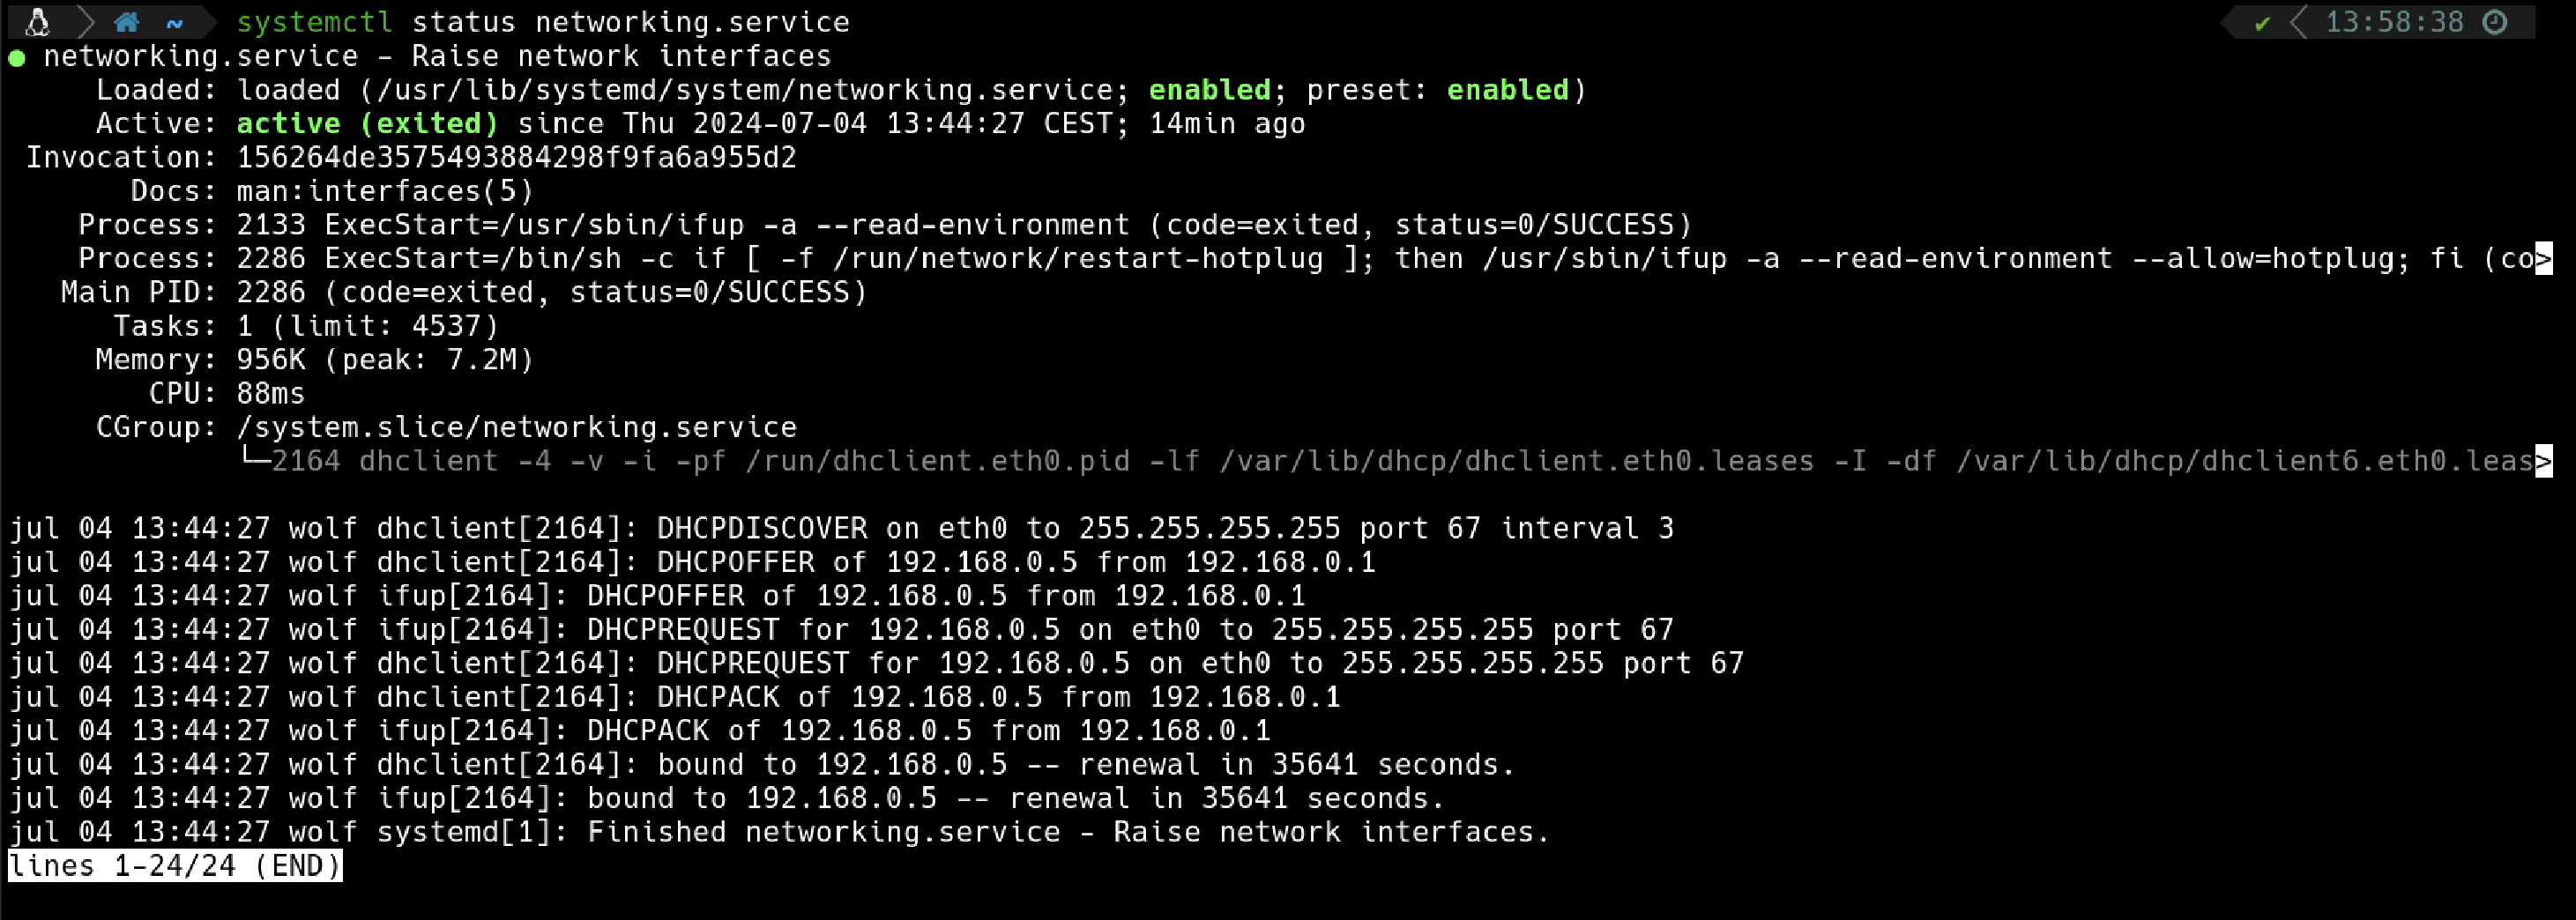 ~ systemctl status networking.service ✔ 13:58:38
● networking.service - Raise network interfaces
Loaded: loaded (/usr/lib/systemd/system/networking.service; enabled; preset: enabled)
Active: active (exited) since Thu 2024-07-04 13:44:27 CEST; 14min ago
Invocation: 156264de3575493884298f9fa6a955d2
Docs: man:interfaces(5)
Process: 2133 ExecStart=/usr/sbin/ifup -a --read-environment (code=exited, status=0/SUCCESS)
Process: 2286 ExecStart=/bin/sh -c if [ -f /run/network/restart-hotplug ]; then /usr/sbin/ifup -a --read-environment --allow=hotplug; fi (co>
Main PID: 2286 (code=exited, status=0/SUCCESS)
Tasks: 1 (limit: 4537)
Memory: 956K (peak: 7.2M)
CPU: 88ms
CGroup: /system.slice/networking.service
└─2164 dhclient -4 -v -i -pf /run/dhclient.eth0.pid -lf /var/lib/dhcp/dhclient.eth0.leases -I -df /var/lib/dhcp/dhclient6.eth0.leas>
jul 04 13:44:27 wolf dhclient[2164]: DHCPDISCOVER on eth0 to 255.255.255.255 port 67 interval 3
jul 04 13:44:27 wolf dhclient[2164]: DHCPOFFER of 192.168.0.5 from 192.168.0.1
jul 04 13:44:27 wolf ifup[2164]: DHCPOFFER of 192.168.0.5 from 192.168.0.1
jul 04 13:44:27 wolf ifup[2164]: DHCPREQUEST for 192.168.0.5 on eth0 to 255.255.255.255 port 67
jul 04 13:44:27 wolf dhclient[2164]: DHCPREQUEST for 192.168.0.5 on eth0 to 255.255.255.255 port 67
jul 04 13:44:27 wolf dhclient[2164]: DHCPACK of 192.168.0.5 from 192.168.0.1
jul 04 13:44:27 wolf ifup[2164]: DHCPACK of 192.168.0.5 from 192.168.0.1
jul 04 13:44:27 wolf dhclient[2164]: bound to 192.168.0.5 -- renewal in 35641 seconds.
jul 04 13:44:27 wolf ifup[2164]: bound to 192.168.0.5 -- renewal in 35641 seconds.
jul 04 13:44:27 wolf systemd[1]: Finished networking.service - Raise network interfaces.
lines 1-24/24 (END)